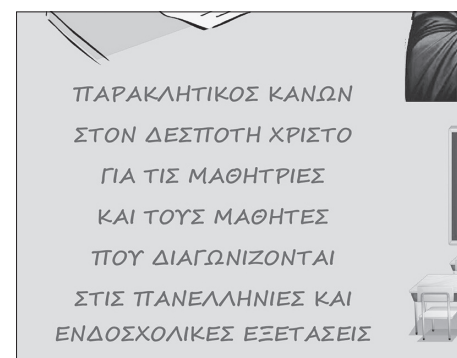 ΠΑΡΑΚΛΗΤΙΚΟΣ ΚΑΝΩΝ
ΣΤΟΝ ΔΕΣΠΟΤΗ ΧΡΙΣΤΟ
ΓΙΑ ΤΙΣ ΜΑΘΗΤΡΙΕΣ
ΚΑΙ ΤΟΥΣ ΜΑΘΗΤΕΣ
ΠΟΥ ΔΙΑΓΩΝΙΖΟΝΤΑΙ
ΣΤΙΣ ΠΑΝΕΛΛΗΝΙΕΣ ΚΑΙ
ΕΝΔΟΣΧΟΛΙΚΕΣ ΕΞΕΤΑΣΕΙΣ